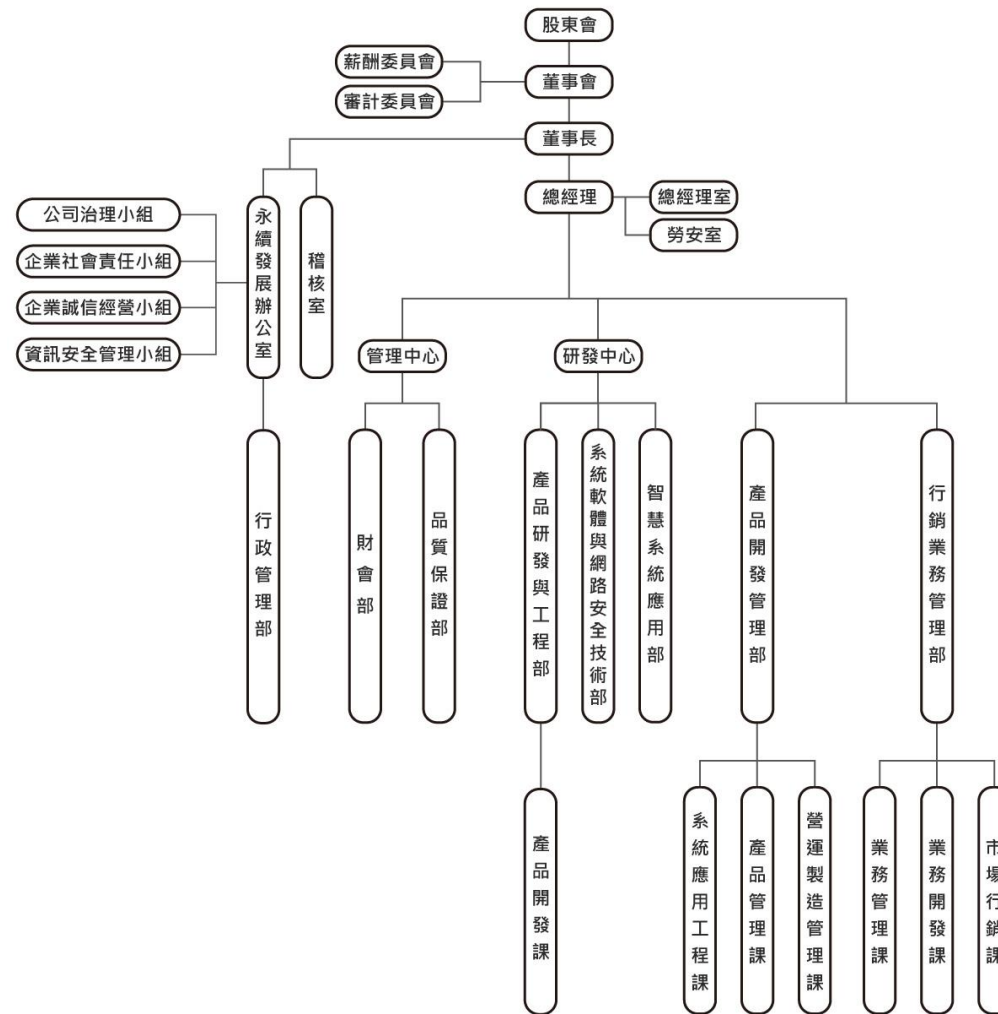 股東會
薪酬委員會
董事會
審計委員會
董事長
總經理
總經理室
勞安室
公司治理小組
企業社會責任小組
企業誠信經營小組
資訊安全管理小組
永續發展辦公室
稽核室
管理中心
研發中心
行政管理部
財會部
品質保證部
產品研發與工程部
系統軟體與網路安全技術部
智慧系統應用部
產品開發管理部
行銷業務管理部
產品開發課
系統應用工程課
產品管理課
營運製造管理課
業務管理課
業務開發課
市場行銷課